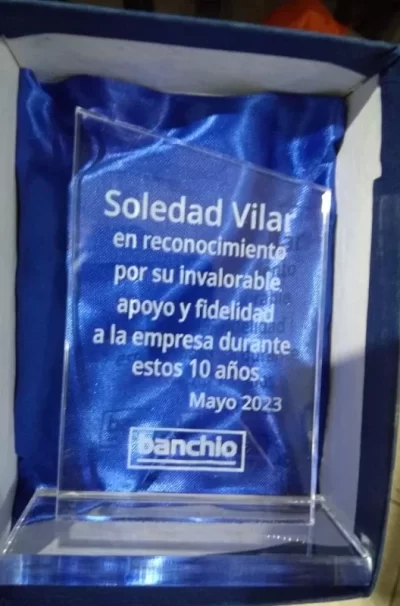 Soledad Vilar
en reconocimiento
por su invalorable
apoyo y fidelidad
a la empresa durante
estos 10 años.
Mayo 2023
banchio